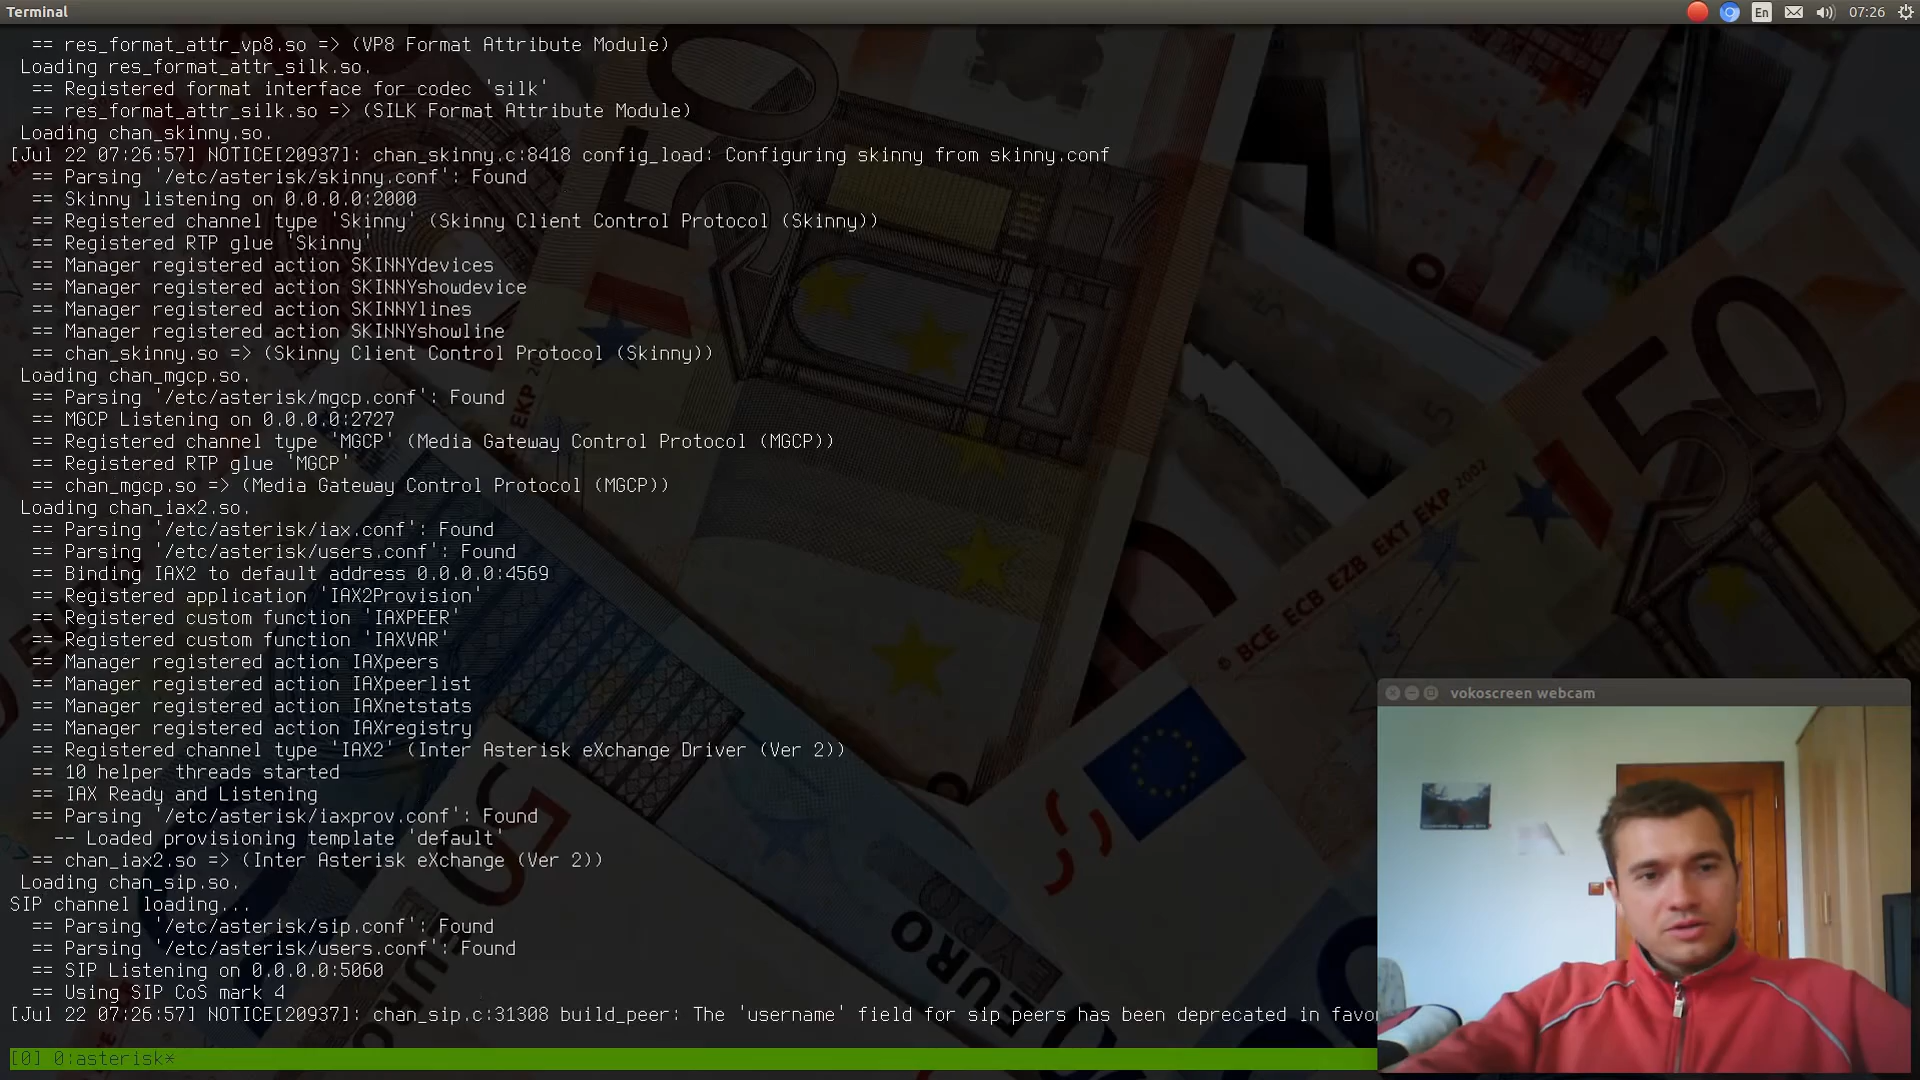 Terminal
En
07:26
== res_format_attr_vp8.so => (VP8 Format Attribute Module)
Loading res_format_attr_silk.so.
== Registered format interface for codec 'silk'
== res_format_attr_silk.so => (SILK Format Attribute Module)
Loading chan_skinny.so.
[Jul 22 07:26:57] NOTICE[20937]: chan_skinny.c:8418 config_load: Configuring skinny from skinny.conf
== Parsing '/etc/asterisk/skinny.conf': Found
== Skinny listening on 0.0.0.0:2000
== Registered channel type 'Skinny' (Skinny Client Control Protocol (Skinny))
== Registered RTP glue 'Skinny'
== Manager registered action SKINNYdevices
== Manager registered action SKINNYshowdevice
== Manager registered action SKINNYlines
== Manager registered action SKINNYshowline
== chan_skinny.so => (Skinny Client Control Protocol (Skinny))
Loading chan_mgcp.so.
== Parsing '/etc/asterisk/mgcp.conf': Found
== MGCP Listening on 0.0.0.0:2727
== Registered channel type 'MGCP' (Media Gateway Control Protocol (MGCP))
== Registered RTP glue 'MGCP'
== chan_mgcp.so => (Media Gateway Control Protocol (MGCP))
Loading chan_iax2.so.
== Parsing '/etc/asterisk/iax.conf': Found
== Parsing '/etc/asterisk/users.conf': Found
== Binding IAX2 to default address 0.0.0.0:4569
== Registered application 'IAX2Provision'
== Registered custom function 'IAXPEER'
== Registered custom function 'IAXVAR'
== Manager registered action IAXpeers
== Manager registered action IAXpeerlist
== Manager registered action IAXnetstats
== Manager registered action IAXregistry
== Registered channel type 'IAX2' (Inter Asterisk eXchange Driver (Ver 2))
== 10 helper threads started
== IAX Ready and Listening
== Parsing '/etc/asterisk/iaxprov.conf': Found
-- Loaded provisioning template 'default'
== chan_iax2.so => (Inter Asterisk eXchange (Ver 2))
Loading chan_sip.so.
SIP channel loading...
== Parsing '/etc/asterisk/sip.conf': Found
== Parsing '/etc/asterisk/users.conf': Found
== SIP Listening on 0.0.0.0:5060
== Using SIP CoS mark 4
[Jul 22 07:26:57] NOTICE[20937]: chan_sip.c:31308 build_peer: The 'username' field for sip peers has been deprecated in favo
[0] 0:asterisk*
vokoscreen webcam
50
50
© BCE ECB EZB EKT EKP 2002
EURO